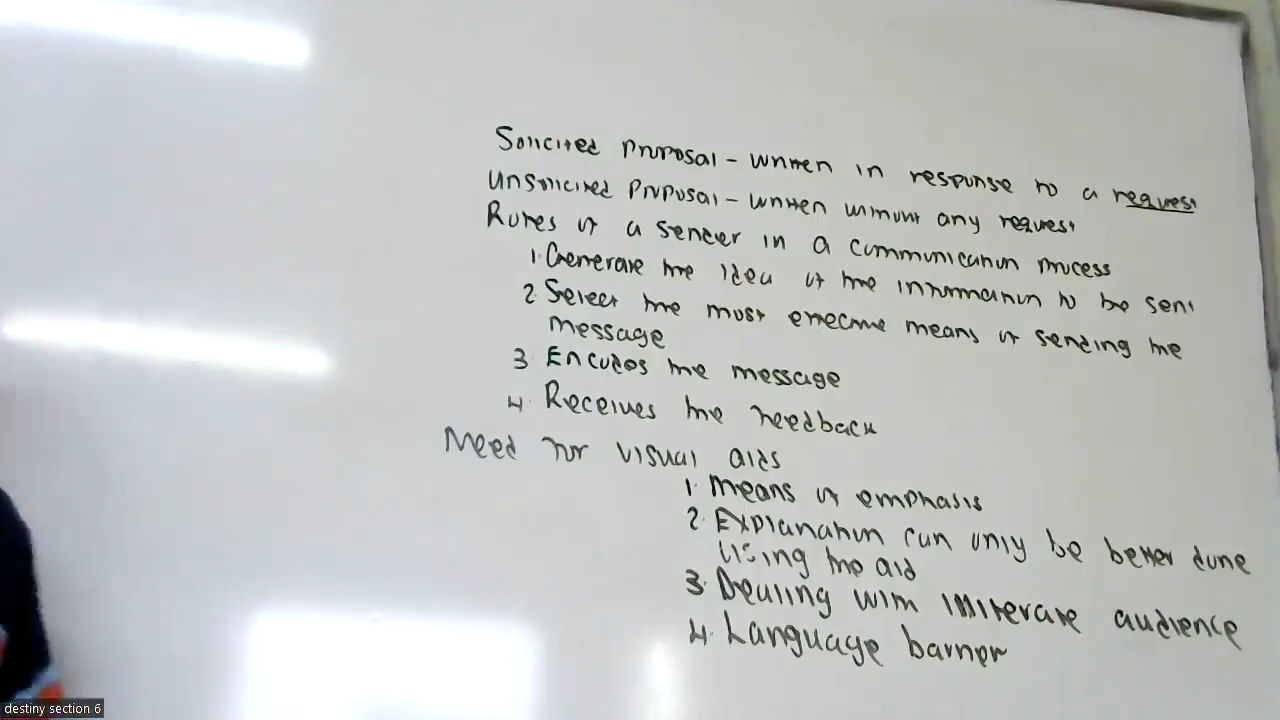 Solicited Proposal - written in response to a request
Unsolicited Proposal - written without any request
Roles of a sender in a communication process
1. Generate the idea of the information to be sent
2. Select the most effective means of sending the
message
3 Encodes the message
4. Receives the feedback
Need for visual aids
1. Means of emphasis
2. Explanation can only be better done
using the aid
3. Dealing with illiterate audience
4. Language barrier
destiny section 6